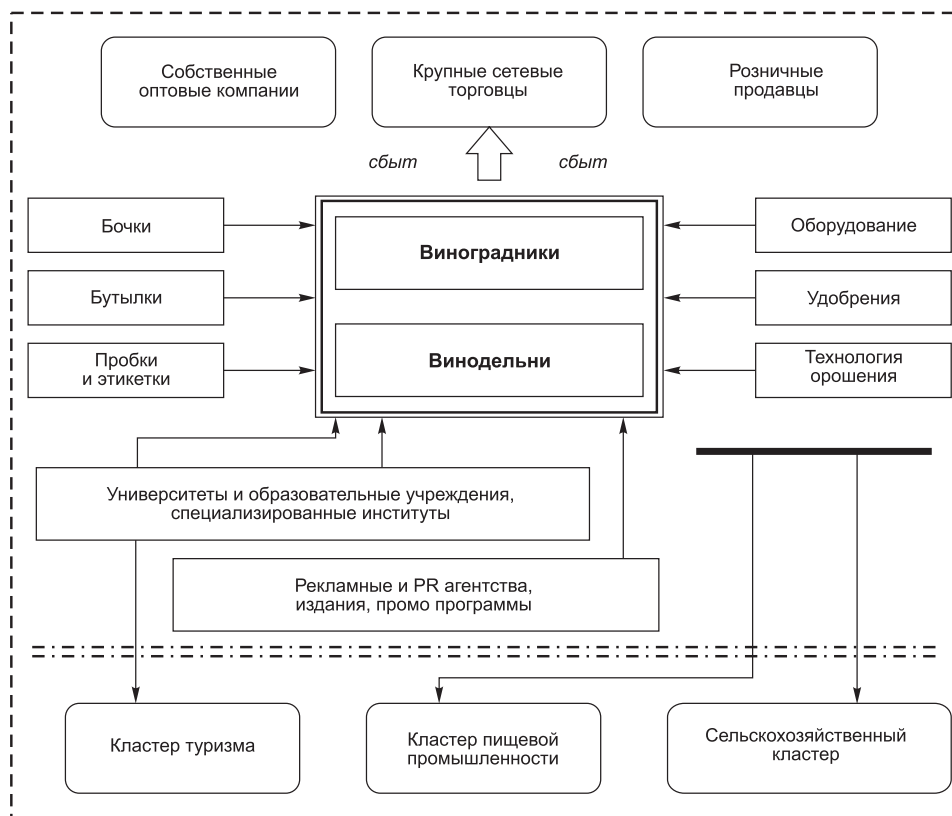 Собственные
оптовые компании
Крупные сетевые
торговцы
Розничные
продавцы
сбыт
сбыт
Бочки
Виноградники
Оборудование
Бутылки
Удобрения
Пробки
и этикетки
Винодельни
Технология
орошения
Университеты и образовательные учреждения,
специализированные институты
Рекламные и PR агентства,
издания, промо программы
Кластер туризма
Кластер пищевой
промышленности
Сельскохозяйственный
кластер